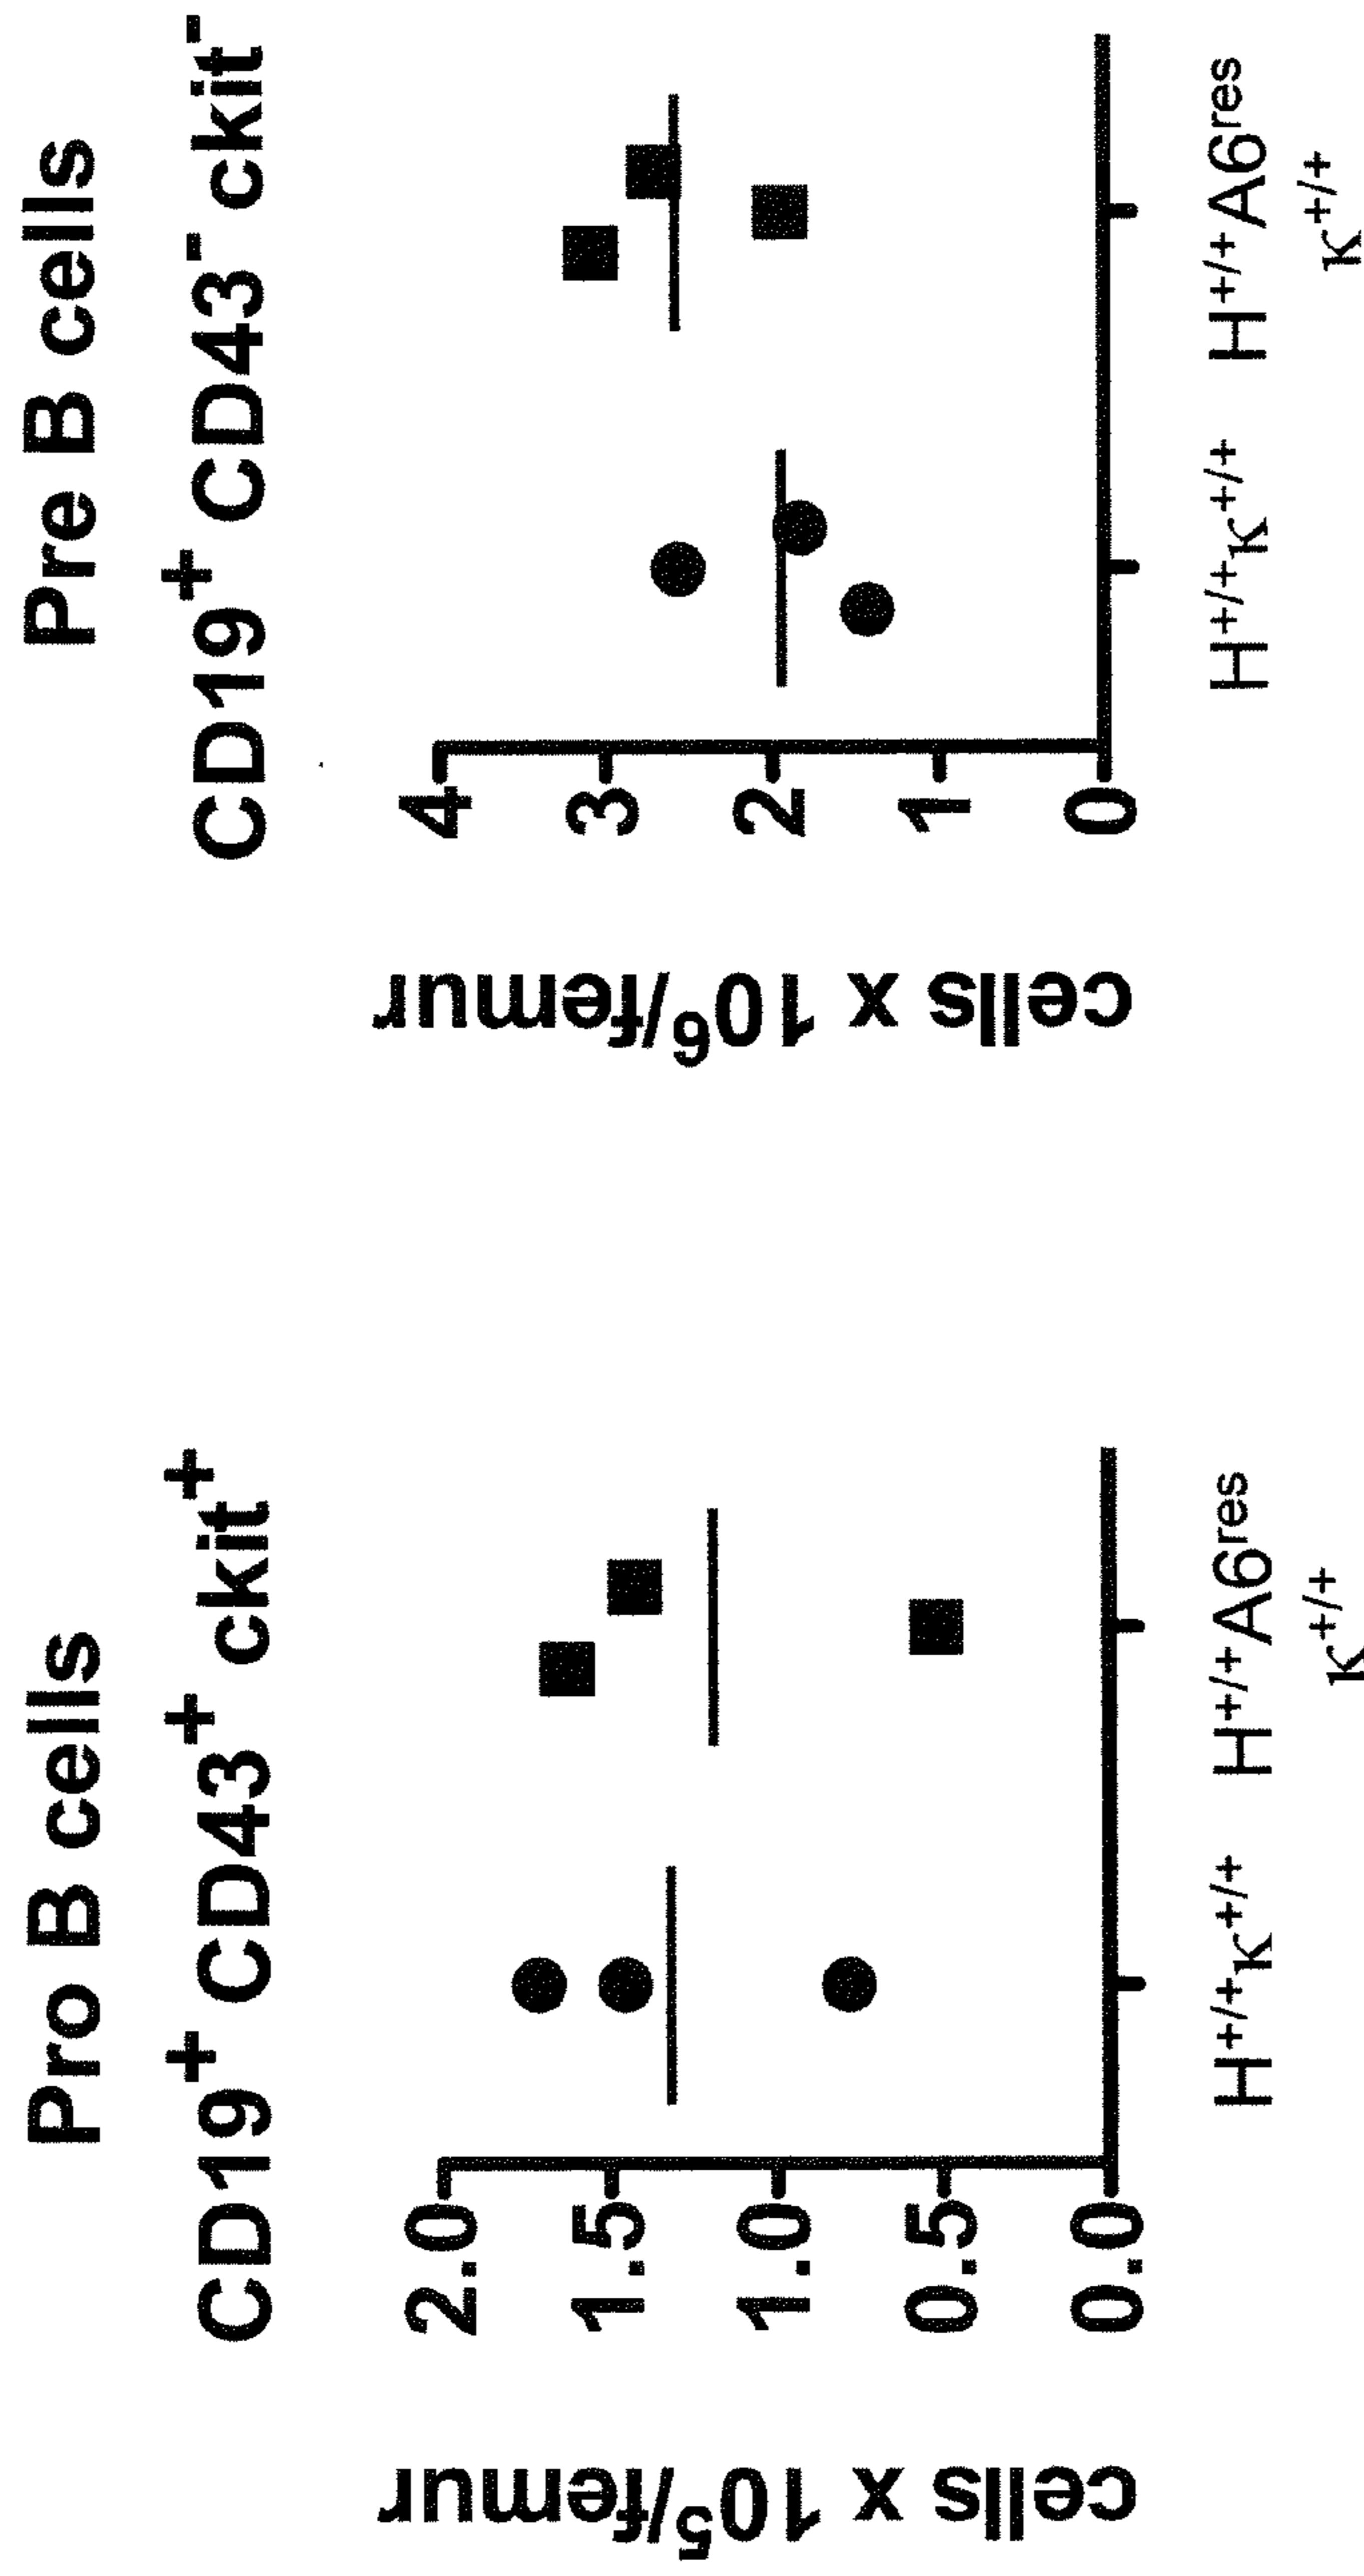 Pro B cells
CD19⁺ CD43⁺ ckit⁺
cells x 10⁵/femur
2.0
1.5
1.0
0.5
0.0
H⁺/⁺κ⁺/⁺ H⁺/⁺A6ʳᵉˢ
κ⁺/⁺
Pre B cells
CD19⁺ CD43⁻ ckit⁻
cells x 10⁶/femur
4
3
2
1
0
H⁺/⁺κ⁺/⁺ H⁺/⁺A6ʳᵉˢ
κ⁺/⁺